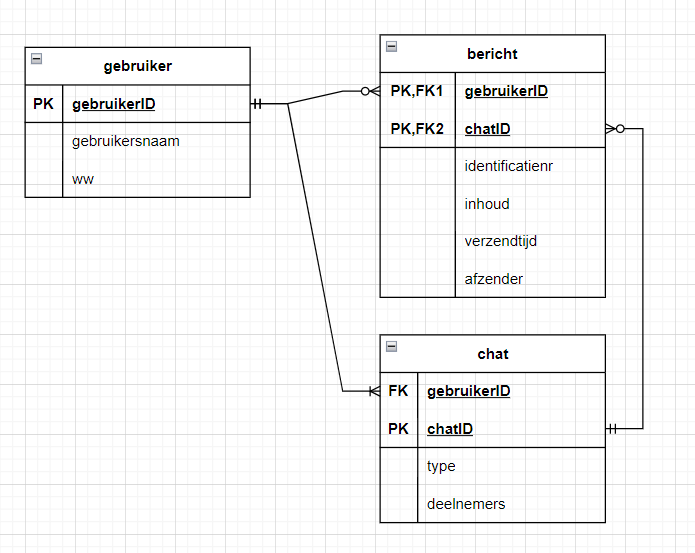 gebruiker
PK gebruikerID
gebruikersnaam
ww
bericht
PK,FK1 gebruikerID
PK,FK2 chatID
identificatienr
inhoud
verzendtijd
afzender
chat
FK gebruikerID
PK chatID
type
deelnemers